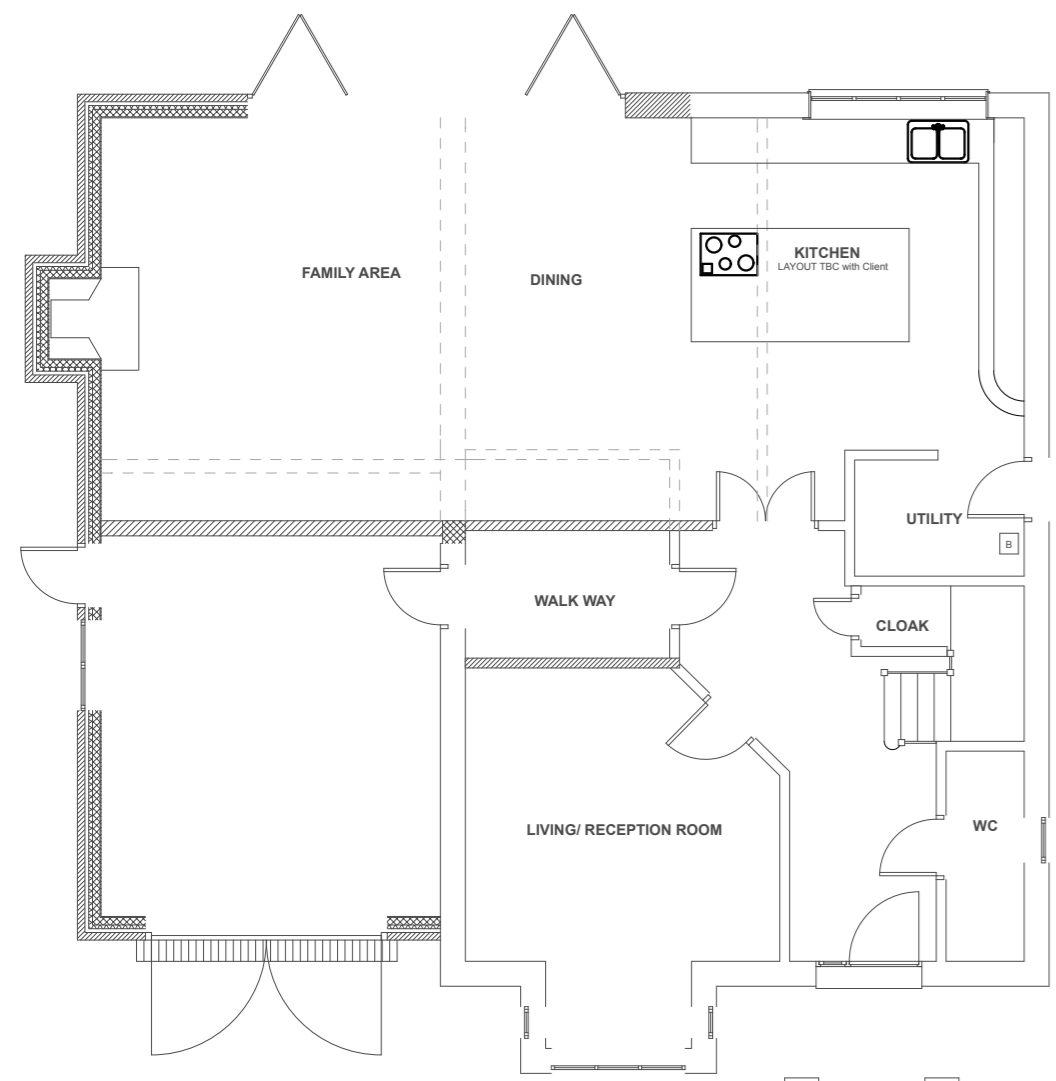 FAMILY AREA
DINING
KITCHEN
LAYOUT TBC with Client
UTILITY
B
WALK WAY
CLOAK
LIVING/ RECEPTION ROOM
WC